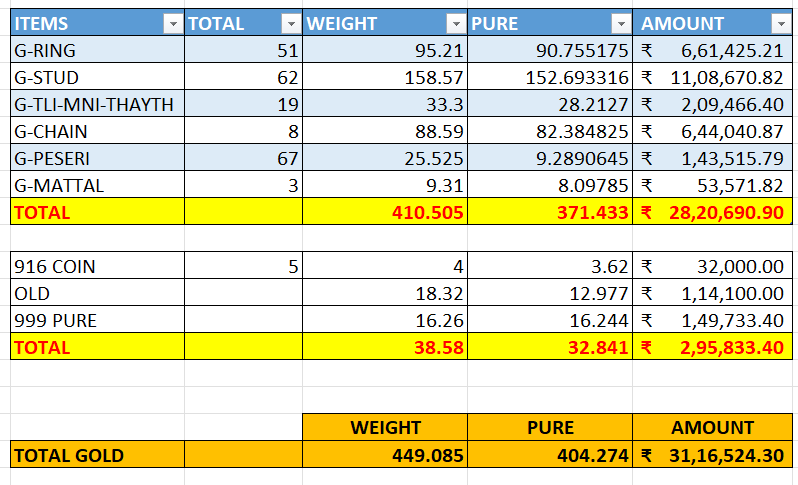 ITEMS TOTAL WEIGHT PURE AMOUNT
G-RING 51 95.21 90.755175 ₹ 6,61,425.21
G-STUD 62 158.57 152.693316 ₹ 11,08,670.82
G-TLI-MNI-THAYTH 19 33.3 28.2127 ₹ 2,09,466.40
G-CHAIN 8 88.59 82.384825 ₹ 6,44,040.87
G-PESERI 67 25.525 9.2890645 ₹ 1,43,515.79
G-MATTAL 3 9.31 8.09785 ₹ 53,571.82
TOTAL 410.505 371.433 ₹ 28,20,690.90
916 COIN 5 4 3.62 ₹ 32,000.00
OLD 18.32 12.977 ₹ 1,14,100.00
999 PURE 16.26 16.244 ₹ 1,49,733.40
TOTAL 38.58 32.841 ₹ 2,95,833.40
WEIGHT PURE AMOUNT
TOTAL GOLD 449.085 404.274 ₹ 31,16,524.30